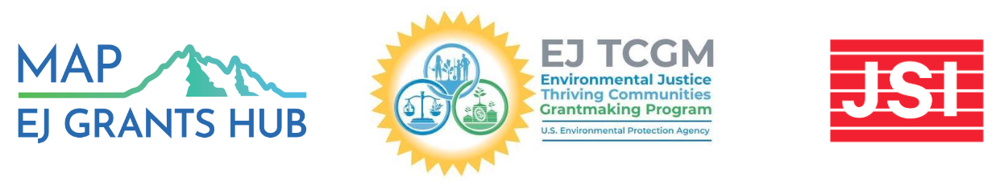 MAP
EJ GRANTS HUB
EJ TCGM
Environmental Justice
Thriving Communities
Grantmaking Program
U.S. Environmental Protection Agency
JSI